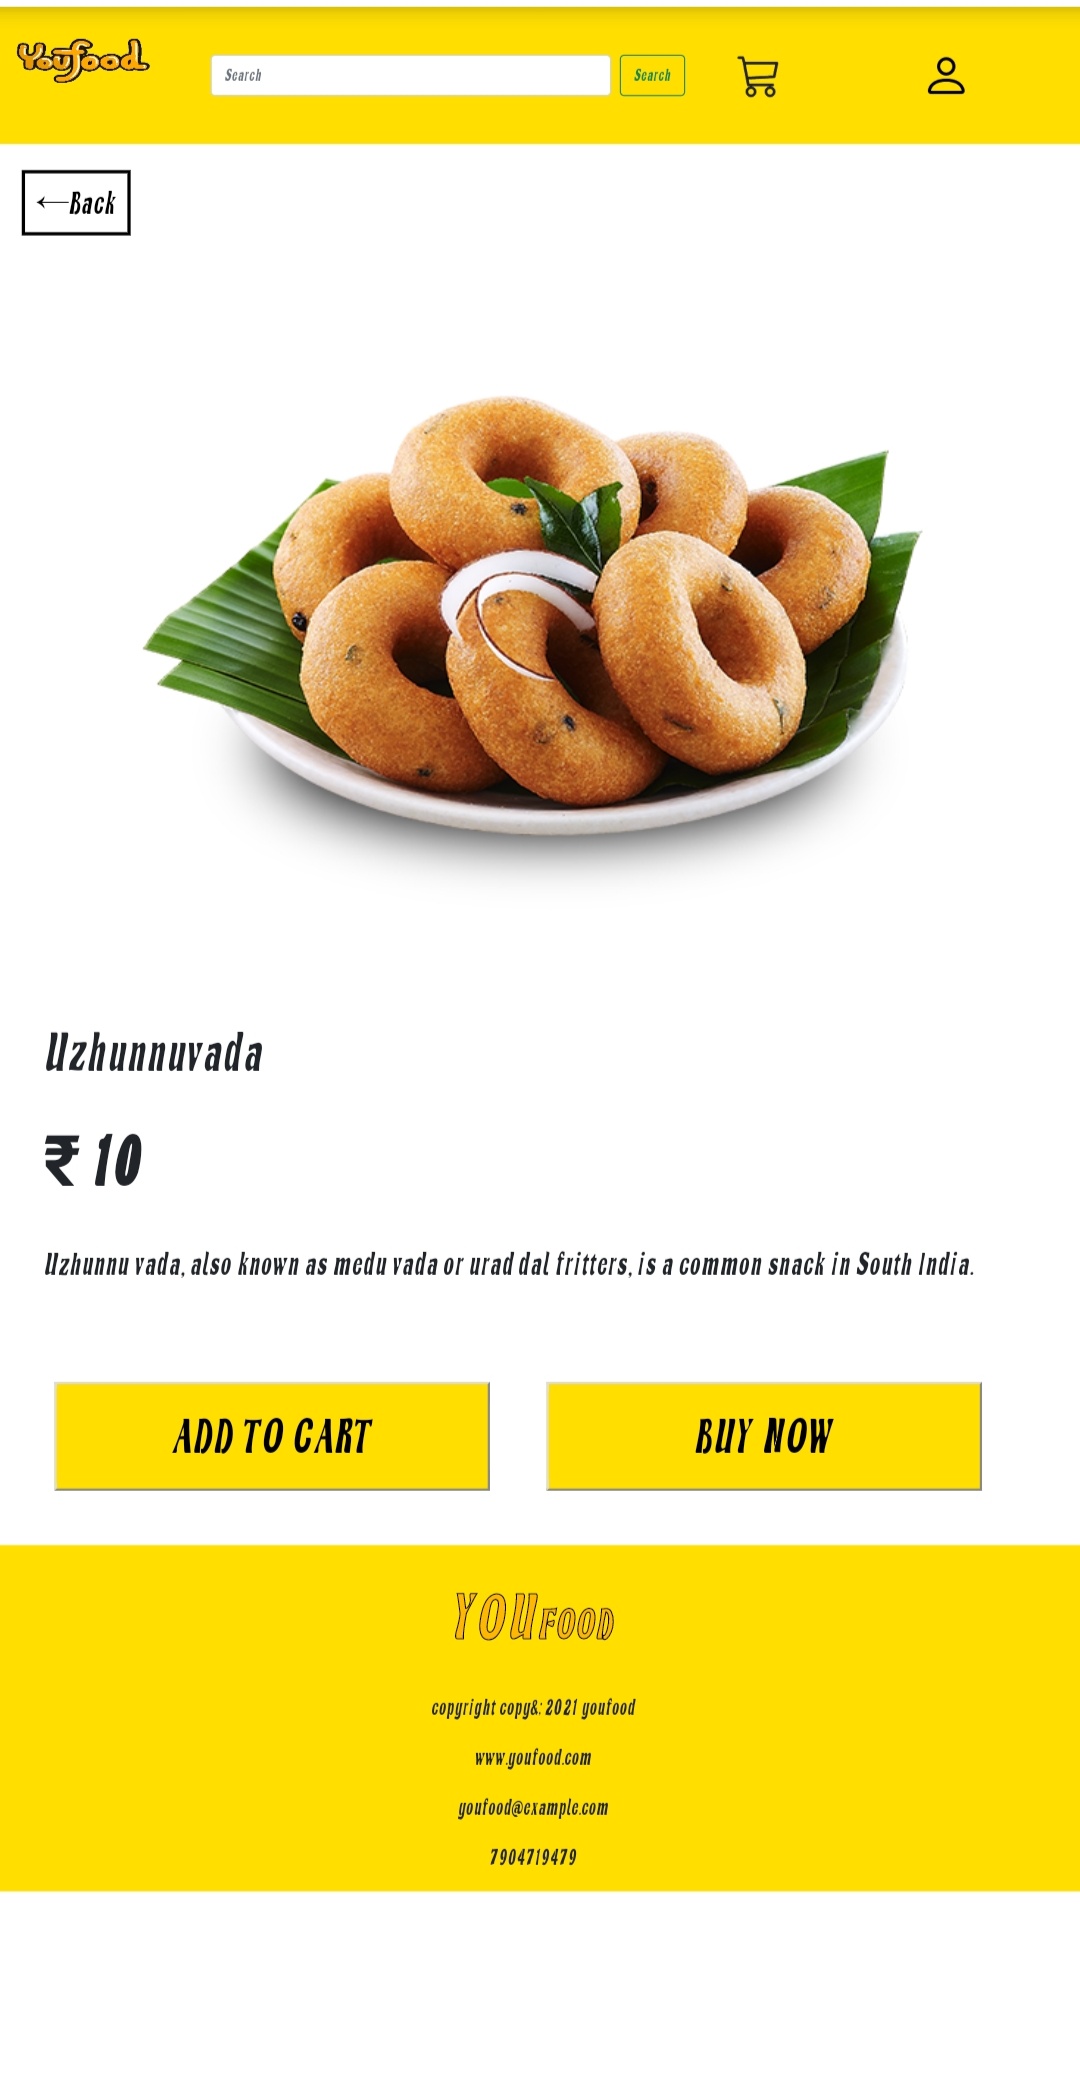 Youfood
Search Search
←Back
Uzhunnuvada
₹ 10
Uzhunnu vada, also known as medu vada or urad dal fritters, is a common snack in South India.
ADD TO CART BUY NOW
YOUFOOD
copyright copy&; 2021 youfood
www.youfood.com
youfood@example.com
7904719479